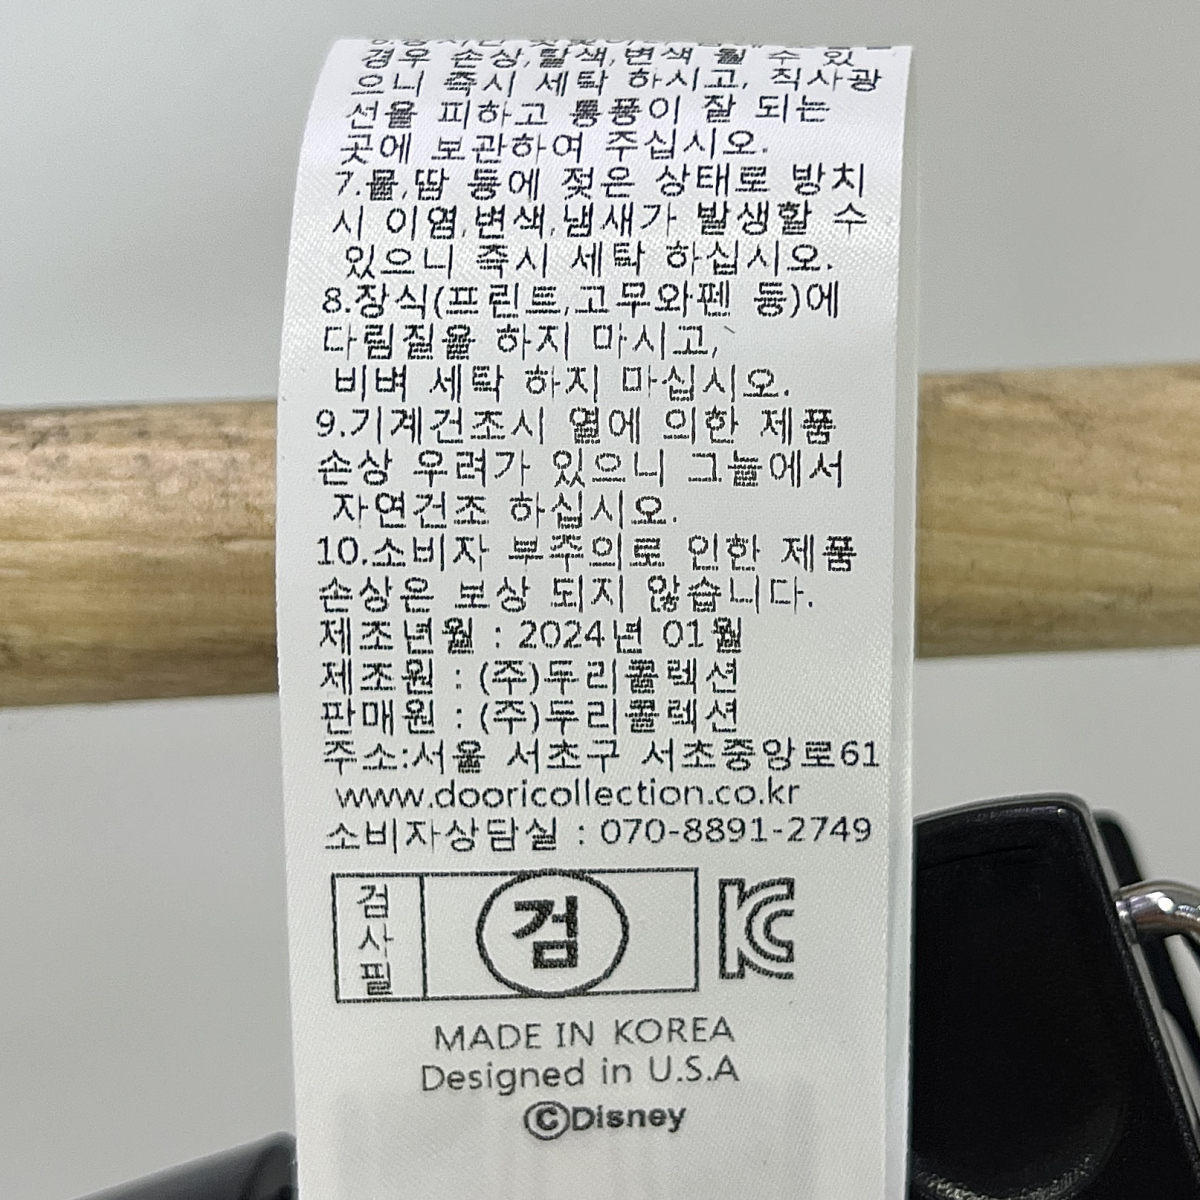 경우 손상,탈색,변색 될 수 있
으니 즉시 세탁 하시고, 직사광
선을 피하고 통풍이 잘 되는
곳에 보관하여 주십시오.
7.물,땀 등에 젖은 상태로 방치
시 이염,변색,냄새가 발생할 수
있으니 즉시 세탁 하십시오.
8.장식(프린트,고무와펜 등)에
다림질을 하지 마시고,
비벼 세탁 하지 마십시오.
9.기계건조시 열에 의한 제품
손상 우려가 있으니 그늘에서
자연건조 하십시오.
10.소비자 부주의로 인한 제품
손상은 보상 되지 않습니다.
제조년월 : 2024년 01월
제조원 : (주)두리콜렉션
판매원 : (주)두리콜렉션
주소:서울 서초구 서초중앙로61
www.dooricollection.co.kr
소비자상담실 : 070-8891-2749
검사필
검
KC
MADE IN KOREA
Designed in U.S.A
©Disney